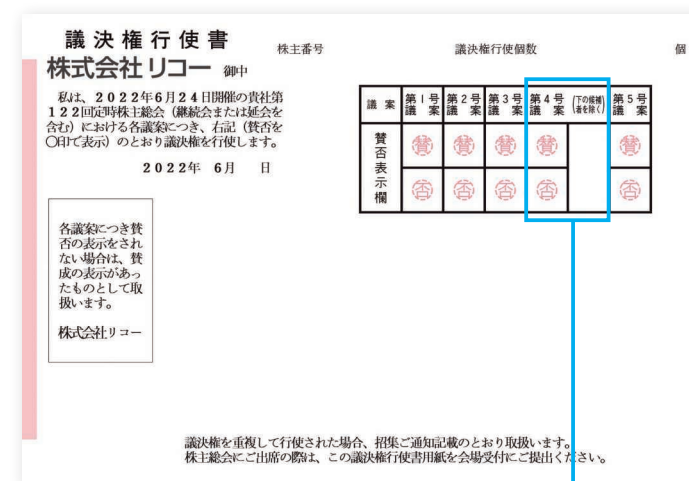 議決権行使書
株主番号
議決権行使個数
個
株式会社リコー 御中
私は、2022年6月24日開催の貴社第
122回定時株主総会（継続会または延会を
含む）における各議案につき、右記（賛否を
○印で表示）のとおり議決権を行使します。
2022年 6月 日
議案 第1号議案 第2号議案 第3号議案 第4号議案 (下の候補者を除く) 第5号議案
賛否表示欄
賛 賛 賛 賛 賛
否 否 否 否 否
各議案につき賛
否の表示をされ
ない場合は、賛
成の表示があっ
たものとして取
扱います。
株式会社リコー
議決権を重複して行使された場合、招集ご通知記載のとおり取扱います。
株主総会にご出席の際は、この議決権行使書用紙を会場受付にご提出ください。